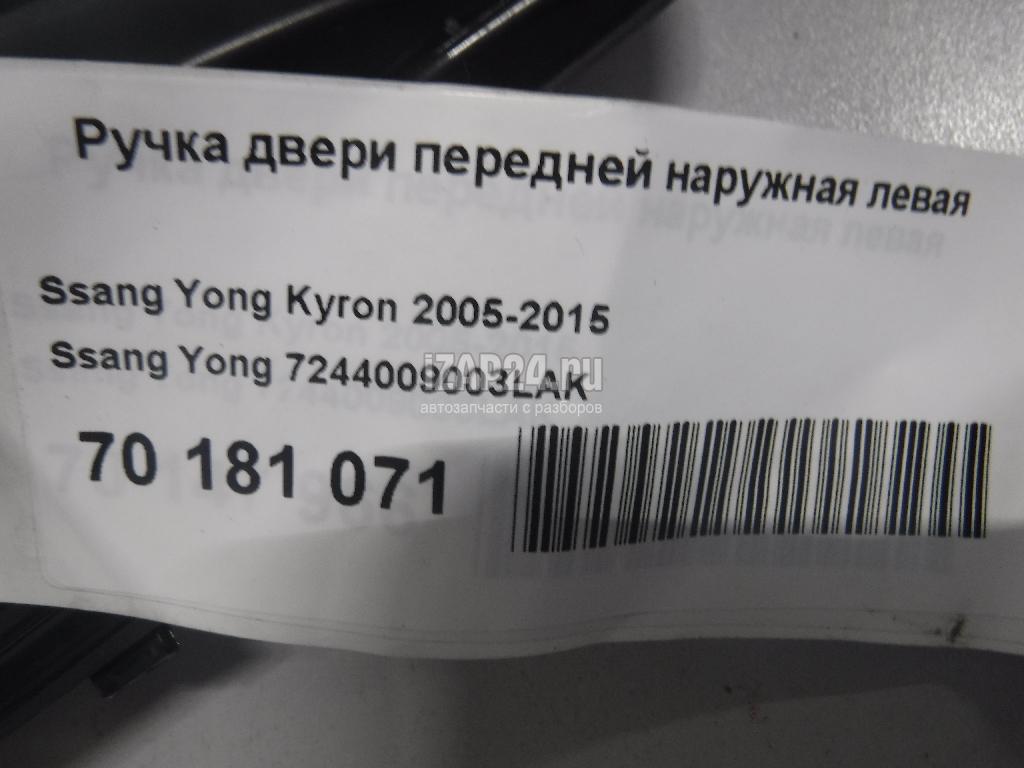 Ручка двери передней наружная левая
Ssang Yong Kyron 2005-2015
Ssang Yong 7244009003LAK
iZAP24.ru
автозапчасти с разборов
70 181 071